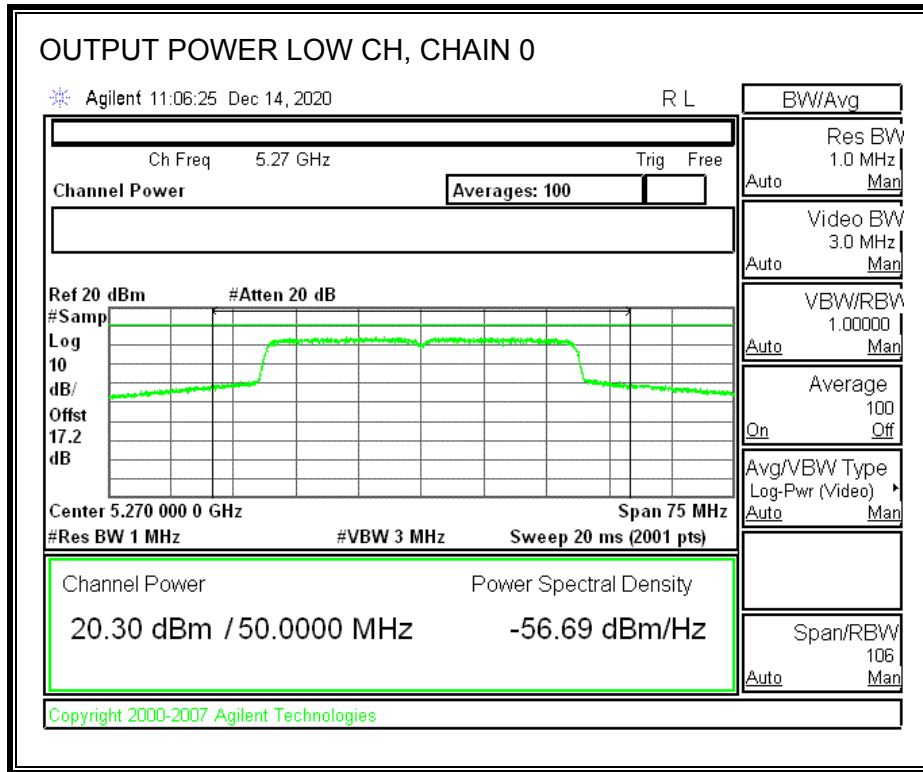 OUTPUT POWER LOW CH, CHAIN 0
Agilent 11:06:25 Dec 14, 2020 R L
Ch Freq 5.27 GHz Trig Free
Channel Power Averages: 100
Ref 20 dBm #Atten 20 dB
#Samp
Log
10
dB/
Offst
17.2
dB
Center 5.270 000 0 GHz Span 75 MHz
#Res BW 1 MHz #VBW 3 MHz Sweep 20 ms (2001 pts)
Channel Power Power Spectral Density
20.30 dBm / 50.0000 MHz -56.69 dBm/Hz
Copyright 2000-2007 Agilent Technologies
BW/Avg
Res BW
1.0 MHz
Auto Man
Video BW
3.0 MHz
Auto Man
VBW/RBW
1.00000
Auto Man
Average
100
On Off
Avg/VBW Type
Log-Pwr (Video)
Auto Man
Span/RBW
106
Auto Man